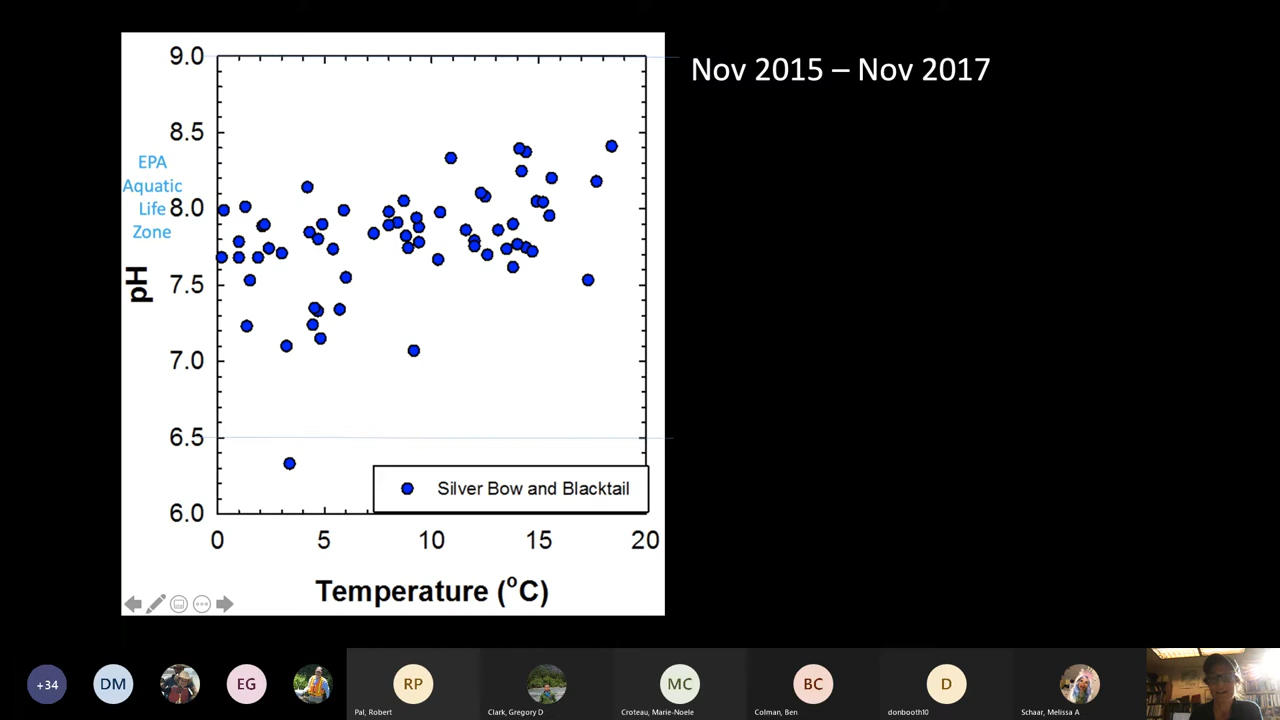 Nov 2015 – Nov 2017
9.0
8.5
8.0
7.5
7.0
6.5
6.0
EPA
Aquatic
Life
Zone
pH
Silver Bow and Blacktail
0 5 10 15 20
Temperature (°C)
+34 DM EG RP MC BC D
Pal, Robert Clark, Gregory D Croteau, Marie-Noele Colman, Ben donbooth10 Schaar, Melissa A